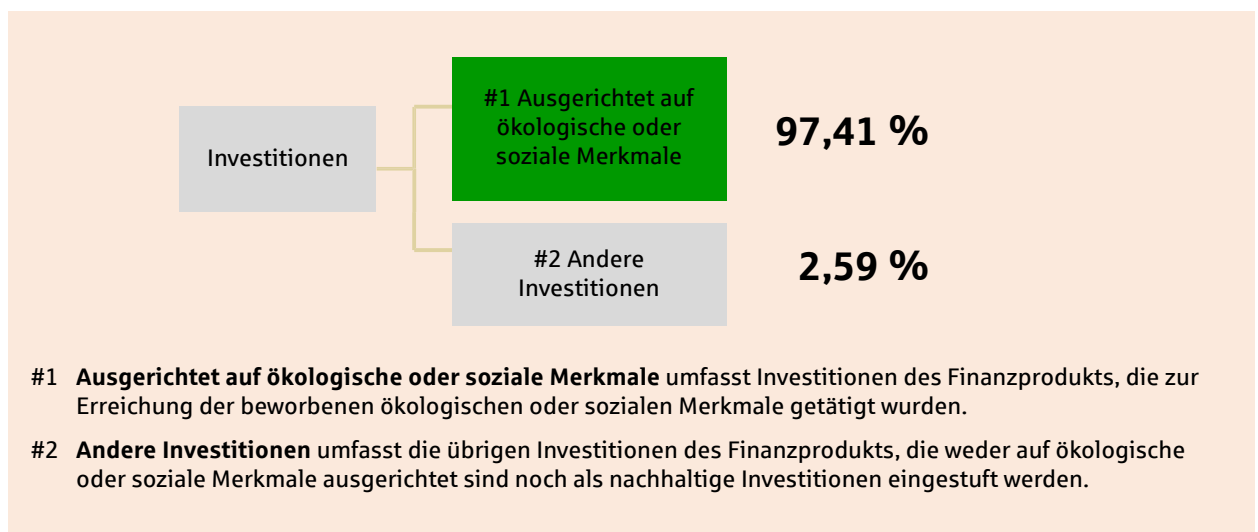 Investitionen
#1 Ausgerichtet auf
ökologische oder
soziale Merkmale
97,41 %
#2 Andere
Investitionen
2,59 %
#1 Ausgerichtet auf ökologische oder soziale Merkmale umfasst Investitionen des Finanzprodukts, die zur
Erreichung der beworbenen ökologischen oder sozialen Merkmale getätigt wurden.
#2 Andere Investitionen umfasst die übrigen Investitionen des Finanzprodukts, die weder auf ökologische
oder soziale Merkmale ausgerichtet sind noch als nachhaltige Investitionen eingestuft werden.